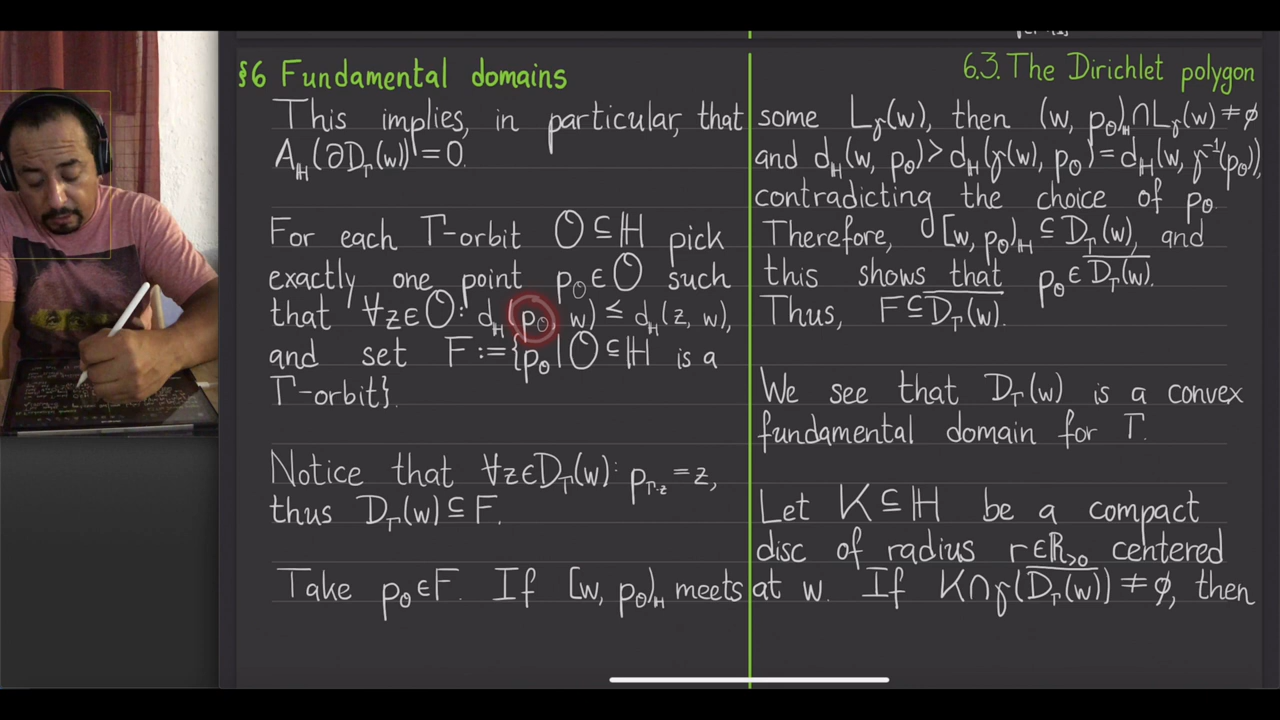 §6 Fundamental domains
This implies, in particular, that
A_ℍ(∂D_Γ(w))=0.
For each Γ-orbit 𝒪⊆ℍ pick
exactly one point p_𝒪∈𝒪 such
that ∀z∈𝒪: d_ℍ(p_𝒪, w) ≤ d_ℍ(z, w),
and set F:={p_𝒪|𝒪⊆ℍ is a
Γ-orbit}.
Notice that ∀z∈D_Γ(w): p_Γ·z=z,
thus D_Γ(w)⊆F.
Take p_𝒪∈F. If [w, p_𝒪)_ℍ meets
6.3. The Dirichlet polygon
some L_γ(w), then (w, p_𝒪)_ℍ∩L_γ(w)≠∅
and d_ℍ(w, p_𝒪)>d_ℍ(γ(w), p_𝒪)=d_ℍ(w, γ⁻¹(p_𝒪)),
contradicting the choice of p_𝒪.
Therefore, [w, p_𝒪)_ℍ⊆D_Γ(w), and
this shows that p_𝒪∈\overline{D_Γ(w)}.
Thus, F⊆\overline{D_Γ(w)}.
We see that D_Γ(w) is a convex
fundamental domain for Γ.
Let K⊆ℍ be a compact
disc of radius r∈ℝ_{>0} centered
at w. If K∩γ(\overline{D_Γ(w)})≠∅, then